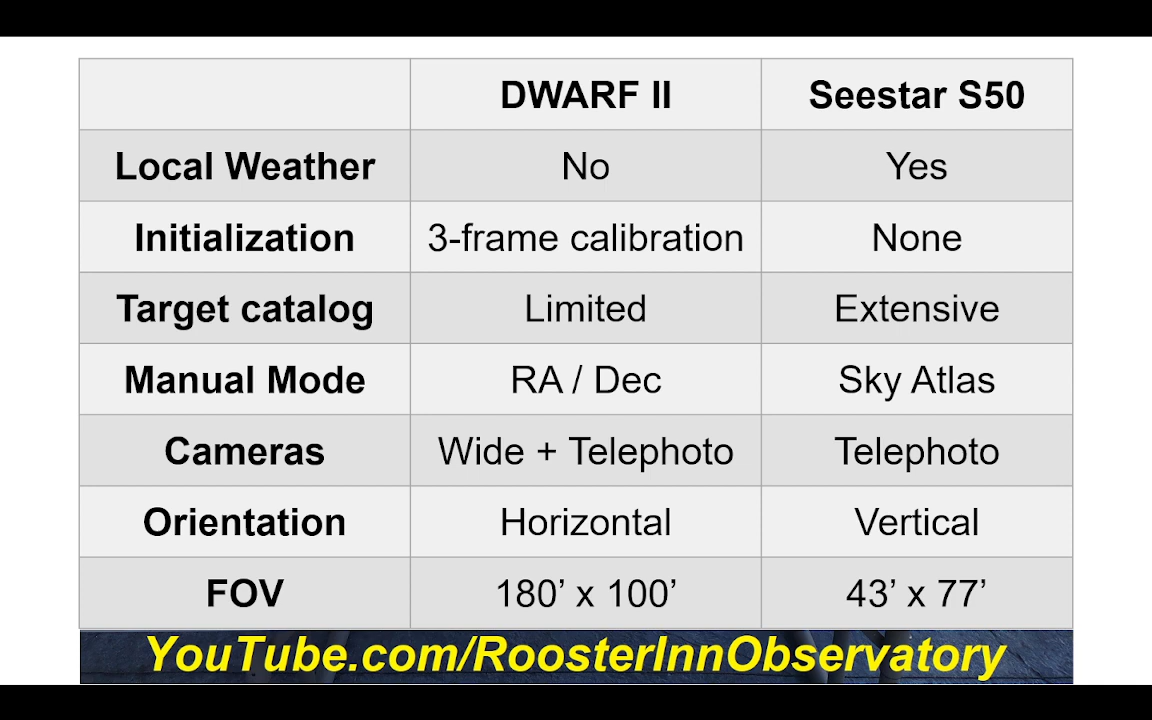 DWARF II Seestar S50
Local Weather No Yes
Initialization 3-frame calibration None
Target catalog Limited Extensive
Manual Mode RA / Dec Sky Atlas
Cameras Wide + Telephoto Telephoto
Orientation Horizontal Vertical
FOV 180’ x 100’ 43’ x 77’
YouTube.com/RoosterInnObservatory